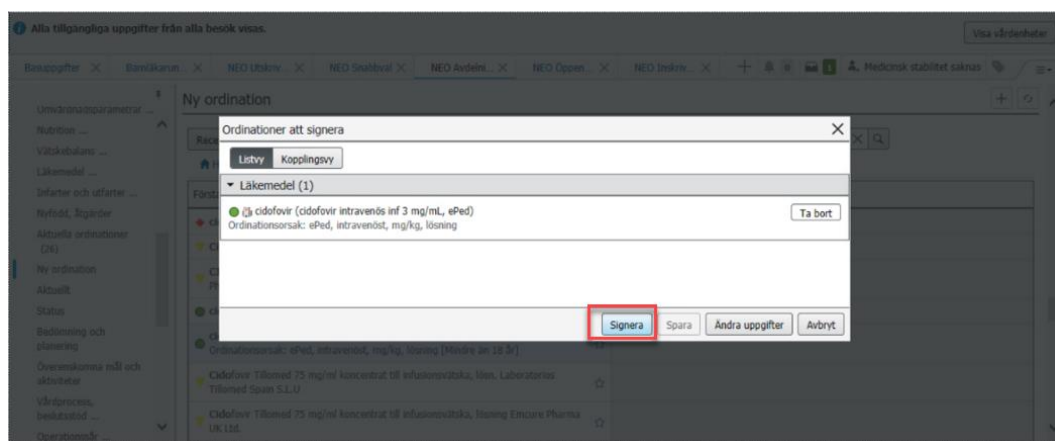 Alla tillgängliga uppgifter från alla besök visas.
Visa vårdenheter
Basuppgifter
Barnläkarun...
NEO Utskriv...
NEO Snabbval
NEO Avdelni...
NEO Öppen...
NEO Inskriv...
Medicinsk stabilitet saknas
Omvårdnadsparametrar ...
Nutrition ...
Vätskebalans ...
Läkemedel ...
Infarter och utfarter ...
Nyfödd, åtgärder
Aktuella ordinationer
(26)
Ny ordination
Aktuellt
Status
Bedömning och
planering
Överenskomna mål och
aktiviteter
Vårdprocess,
beslutsstöd ...
Ny ordination
Ordinationer att signera
Listvy
Kopplingsvy
Läkemedel (1)
cidofovir (cidofovir intravenös inf 3 mg/mL, ePed)
Ordinationsorsak: ePed, intravenöst, mg/kg, lösning
Ta bort
Signera
Spara
Ändra uppgifter
Avbryt
Ordinationsorsak: ePed, intravenöst, mg/kg, lösning [Mindre än 18 år]
Cidofovir Tillomed 75 mg/ml koncentrat till infusionsvätska, lösn. Laboratorios
Tillomed Spain S.L.U
Cidofovir Tillomed 75 mg/ml koncentrat till infusionsvätska, lösning Emcure Pharma
UK Ltd.